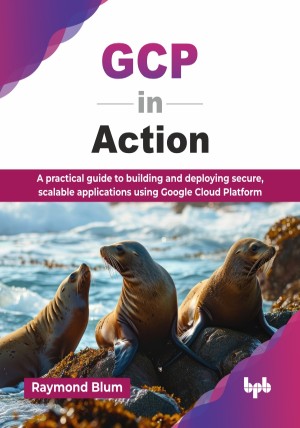 GCP
in
Action
A practical guide to building and deploying secure,
scalable applications using Google Cloud Platform
Raymond Blum
bpb